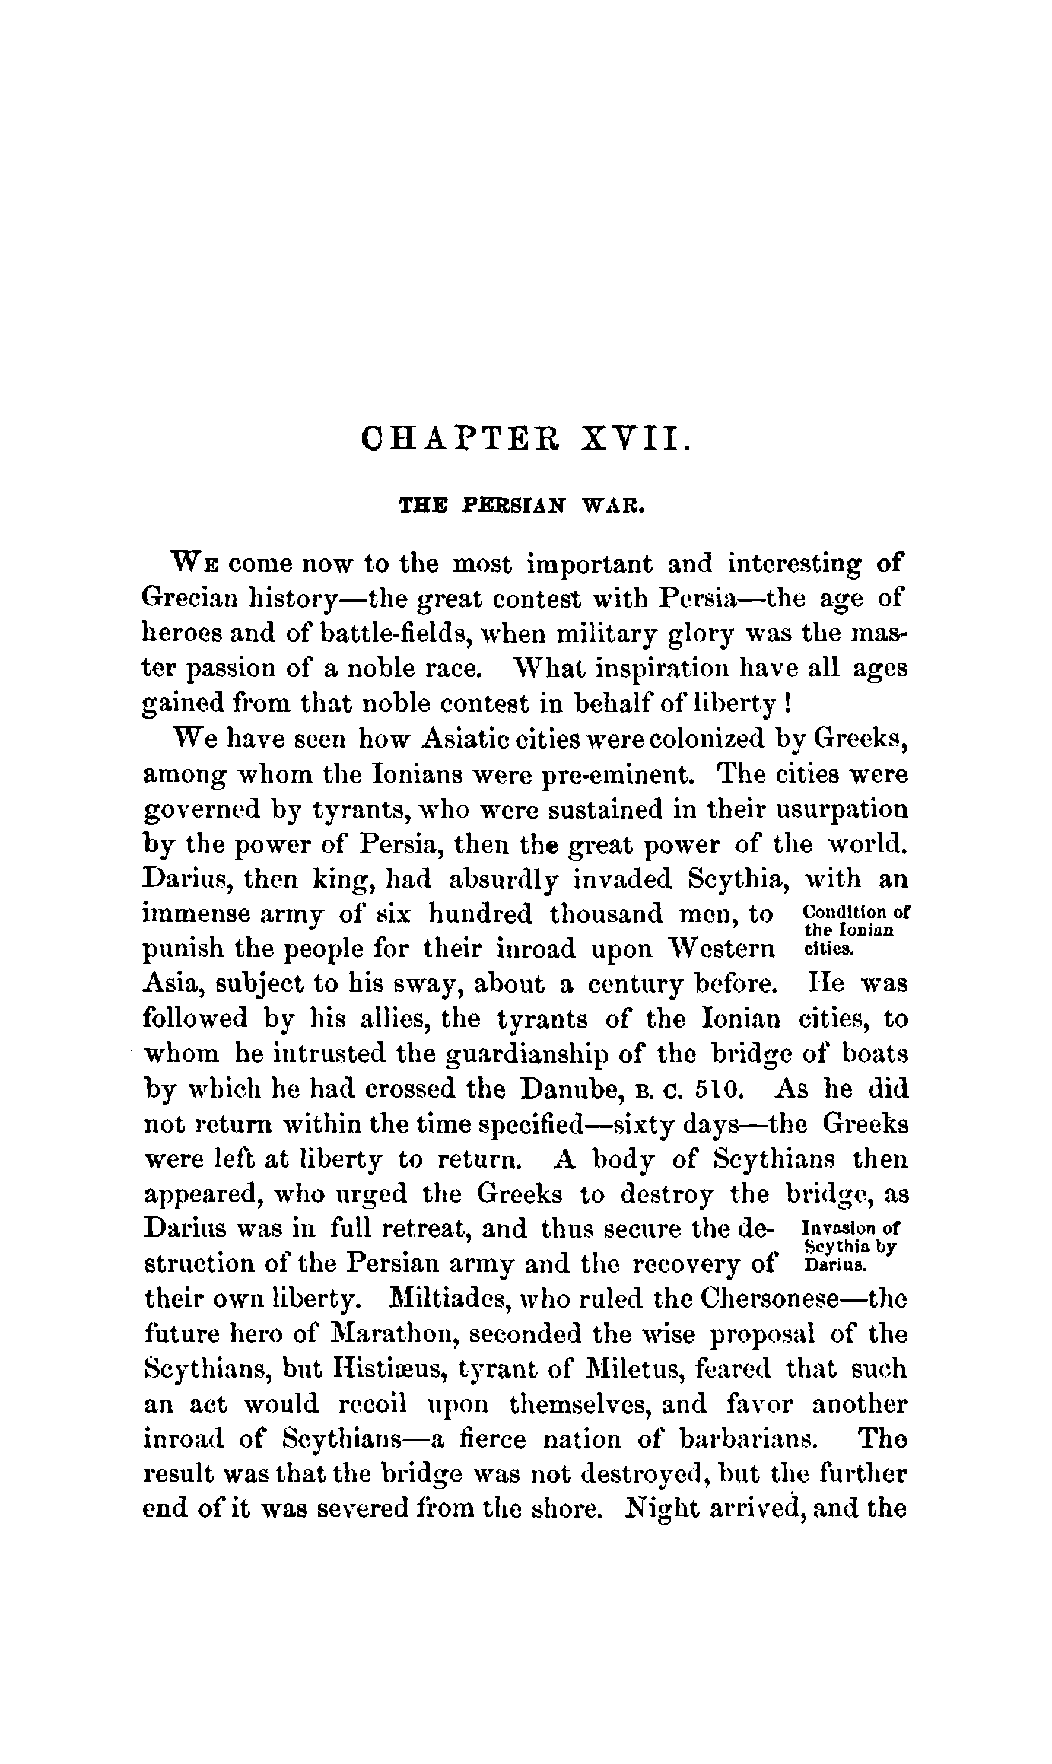 CHAPTER XVII.
THE PERSIAN WAR.
We come now to the most important and interesting of
Grecian history—the great contest with Persia—the age of
heroes and of battle-fields, when military glory was the mas-
ter passion of a noble race. What inspiration have all ages
gained from that noble contest in behalf of liberty!
We have seen how Asiatic cities were colonized by Greeks,
among whom the Ionians were pre-eminent. The cities were
governed by tyrants, who were sustained in their usurpation
by the power of Persia, then the great power of the world.
Darius, then king, had absurdly invaded Scythia, with an
immense army of six hundred thousand men, to
punish the people for their inroad upon Western
Condition of
the Ionian
cities.
Asia, subject to his sway, about a century before. He was
followed by his allies, the tyrants of the Ionian cities, to
whom he intrusted the guardianship of the bridge of boats
by which he had crossed the Danube, B. C. 510. As he did
not return within the time specified—sixty days—the Greeks
were left at liberty to return. A body of Scythians then
appeared, who urged the Greeks to destroy the bridge, as
Darius was in full retreat, and thus secure the de-
struction of the Persian army and the recovery of
Invasion of
Scythia by
Darius.
their own liberty. Miltiades, who ruled the Chersonese—the
future hero of Marathon, seconded the wise proposal of the
Scythians, but Histiæus, tyrant of Miletus, feared that such
an act would recoil upon themselves, and favor another
inroad of Scythians—a fierce nation of barbarians. The
result was that the bridge was not destroyed, but the further
end of it was severed from the shore. Night arrived, and the